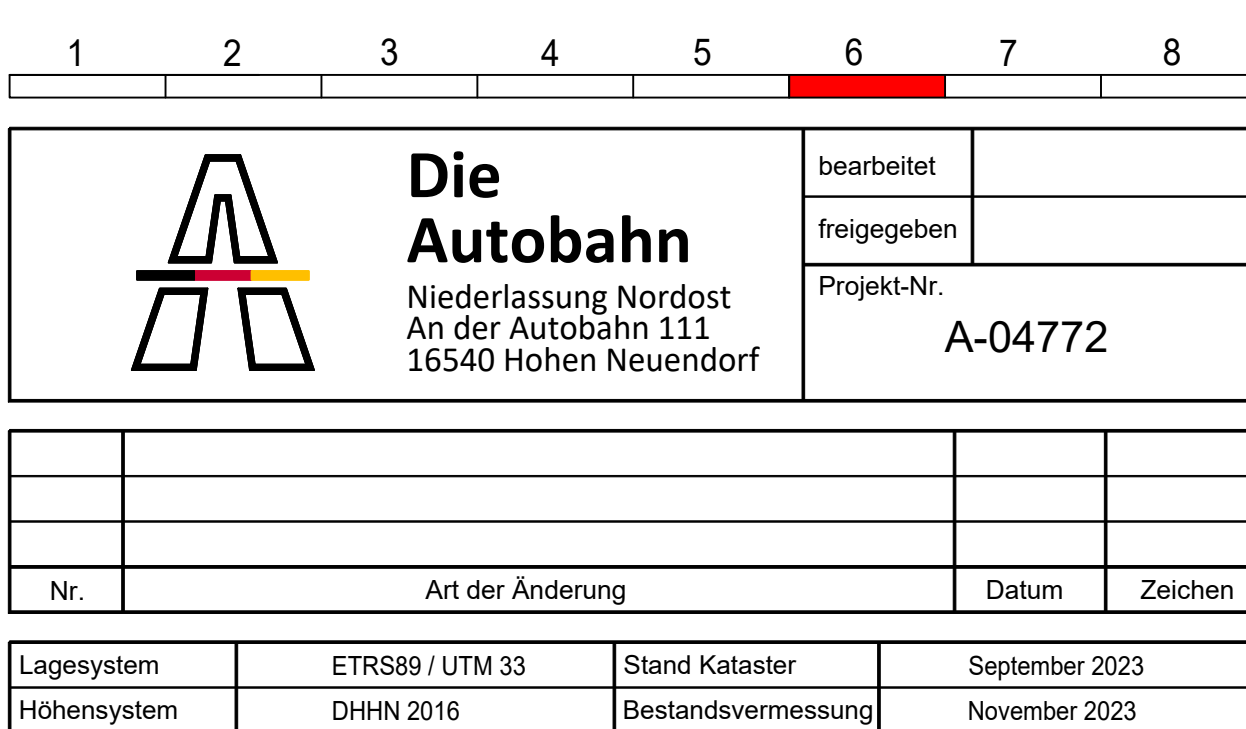 1 2 3 4 5 6 7 8
Die
Autobahn
Niederlassung Nordost
An der Autobahn 111
16540 Hohen Neuendorf
bearbeitet
freigegeben
Projekt-Nr.
A-04772
Nr. Art der Änderung Datum Zeichen
Lagesystem ETRS89 / UTM 33 Stand Kataster September 2023
Höhensystem DHHN 2016 Bestandsvermessung November 2023